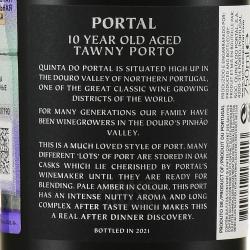 PORTAL
10 YEAR OLD AGED
TAWNY PORTO
QUINTA DO PORTAL IS SITUATED HIGH UP IN
THE DOURO VALLEY OF NORTHERN PORTUGAL,
ONE OF THE GREAT CLASSIC WINE GROWING
DISTRICTS OF THE WORLD.
FOR MANY GENERATIONS OUR FAMILY HAVE
BEEN WINEGROWERS IN THE DOURO'S PINHÃO
VALLEY.
THIS IS A MUCH LOVED STYLE OF PORT. MANY
DIFFERENT 'LOTS' OF PORT ARE STORED IN OAK
CASKS WHICH LIE CHERISHED BY PORTAL'S
WINEMAKER UNTIL THEY ARE READY FOR
BLENDING. PALE AMBER IN COLOUR, THIS PORT
HAS AN INTENSE NUTTY AROMA AND LONG
COMPLEX AFTER TASTE WHICH MAKES THIS
A REAL AFTER DINNER DISCOVERY.
BOTTLED IN 2021